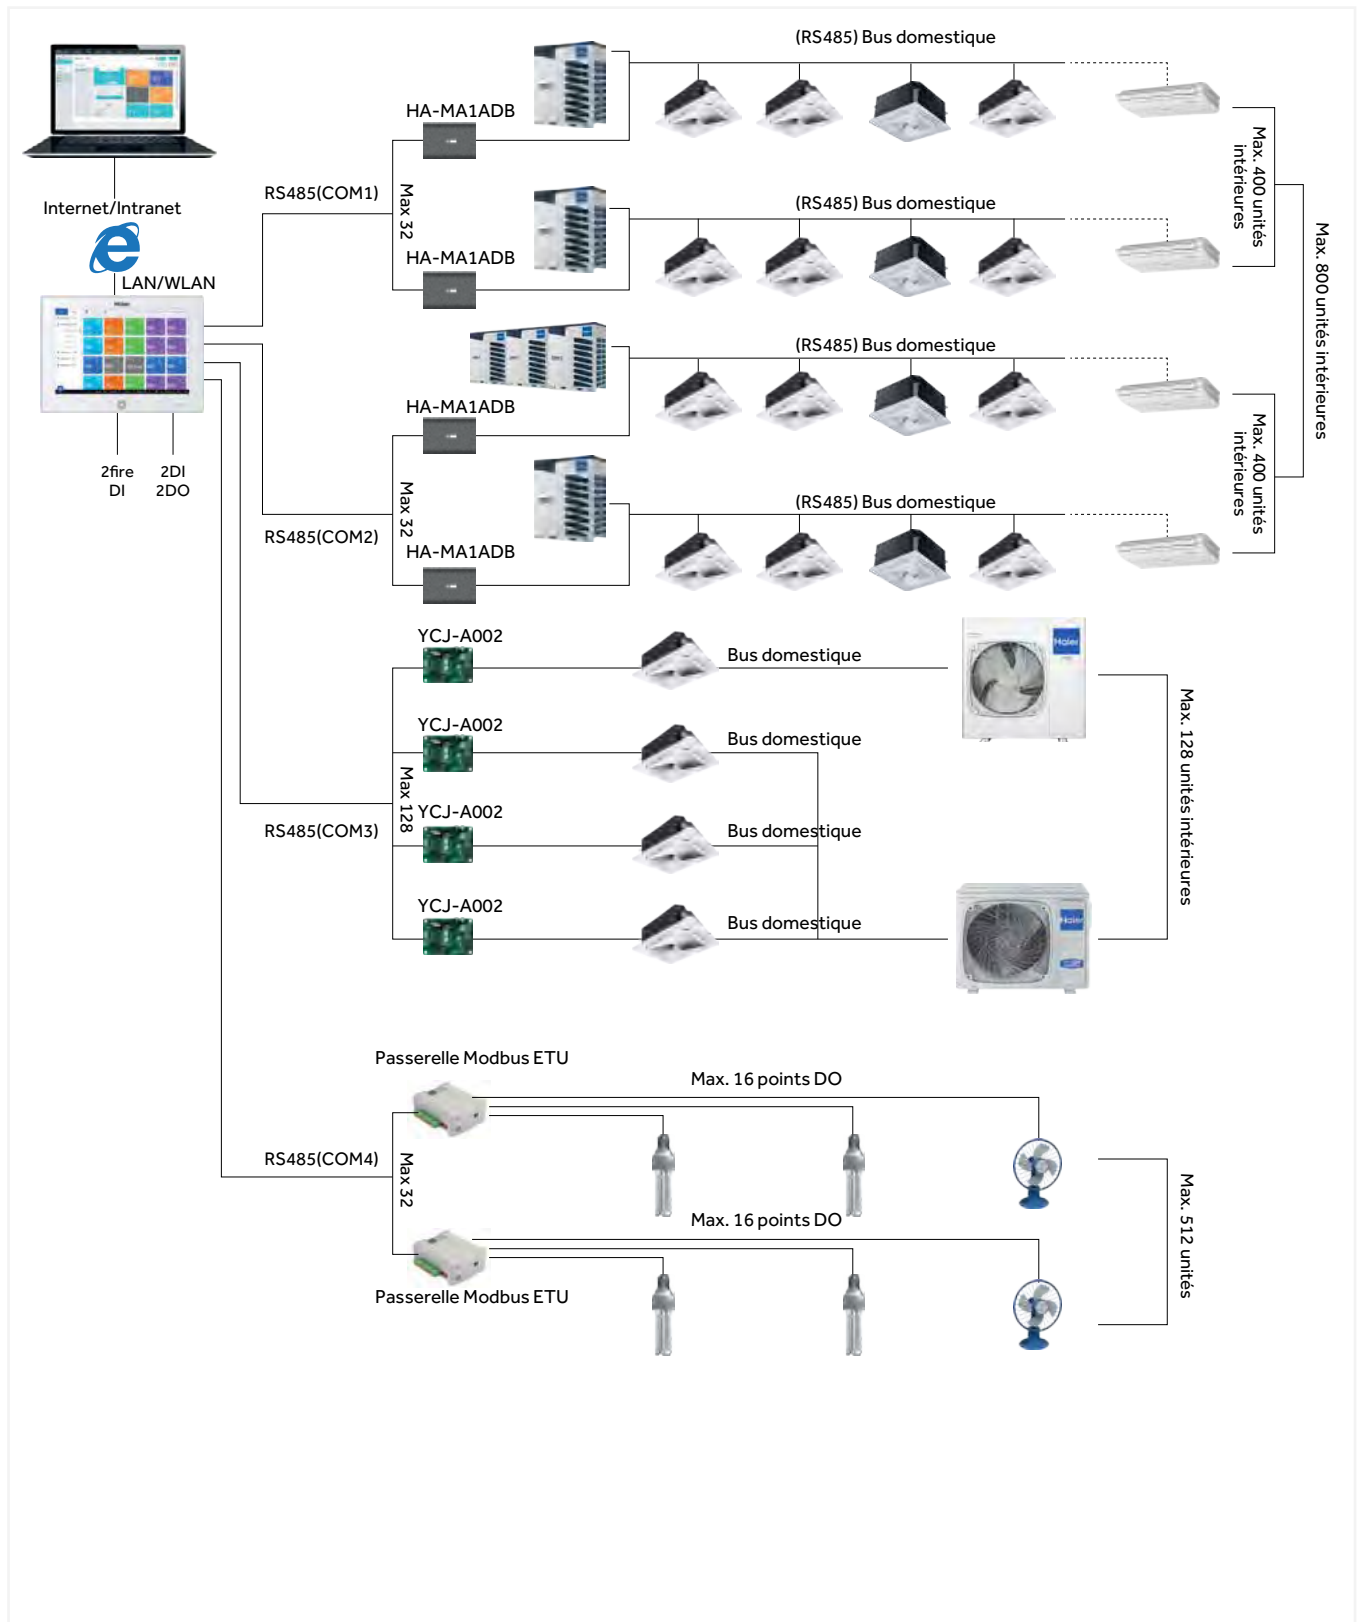 (RS485) Bus domestique
HA-MA1ADB
RS485(COM1)
Max 32
Internet/Intranet
LAN/WLAN
Haier
2fire
DI
2DI
2DO
(RS485) Bus domestique
HA-MA1ADB
Max. 400 unités
intérieures
Max. 800 unités intérieures
(RS485) Bus domestique
HA-MA1ADB
Max 32
RS485(COM2)
(RS485) Bus domestique
HA-MA1ADB
Max. 400 unités
intérieures
YCJ-A002
Bus domestique
Haier
YCJ-A002
Bus domestique
Max 128
RS485(COM3)
YCJ-A002
Bus domestique
YCJ-A002
Bus domestique
Haier
Max. 128 unités intérieures
Passerelle Modbus ETU
Max. 16 points DO
RS485(COM4)
Max 32
Max. 16 points DO
Passerelle Modbus ETU
Max. 512 unités